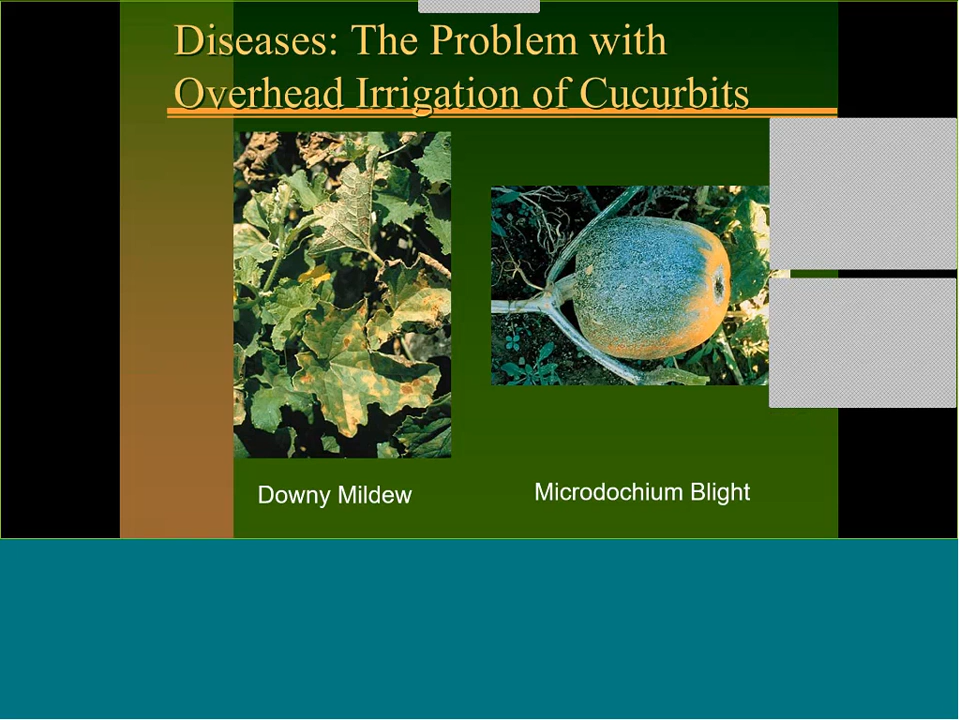 Diseases: The Problem with
Overhead Irrigation of Cucurbits
Downy Mildew
Microdochium Blight